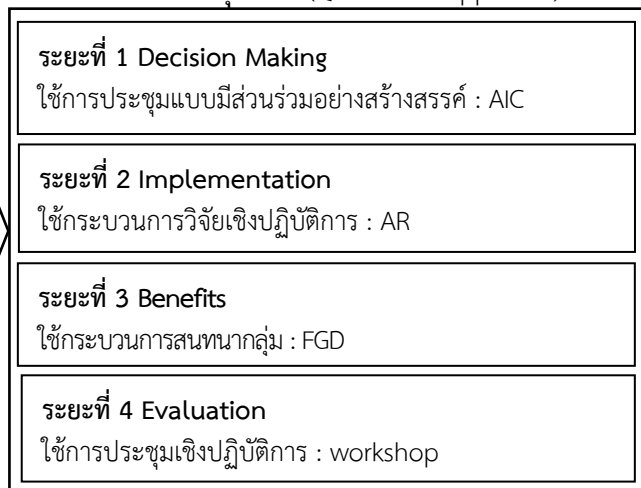 ระยะที่ 1 Decision Making
ใช้การประชุมแบบมีส่วนร่วมอย่างสร้างสรรค์ : AIC
ระยะที่ 2 Implementation
ใช้กระบวนการวิจัยเชิงปฏิบัติการ : AR
ระยะที่ 3 Benefits
ใช้กระบวนการสนทนากลุ่ม : FGD
ระยะที่ 4 Evaluation
ใช้การประชุมเชิงปฏิบัติการ : workshop